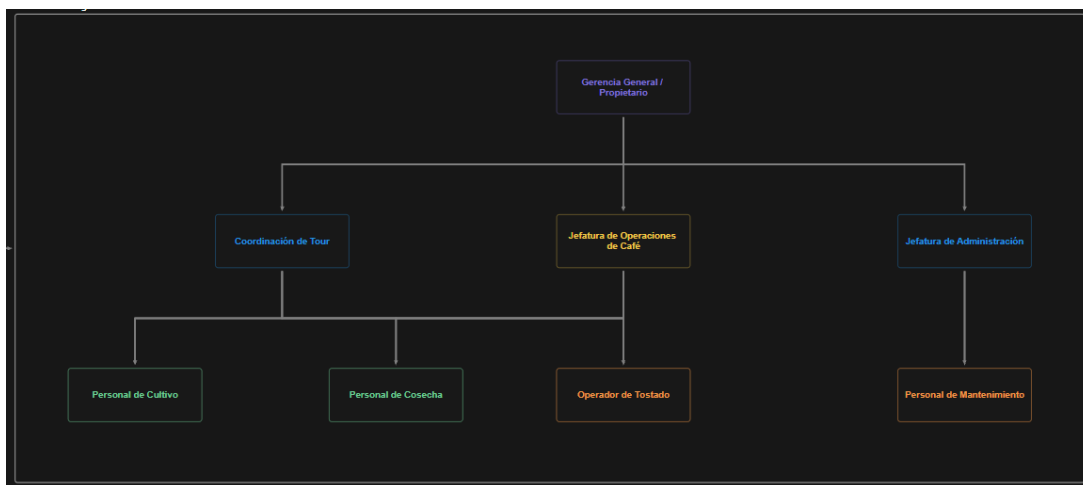 Gerencia General /
Propietario
Coordinación de Tour
Jefatura de Operaciones
de Café
Jefatura de Administración
Personal de Cultivo
Personal de Cosecha
Operador de Tostado
Personal de Mantenimiento